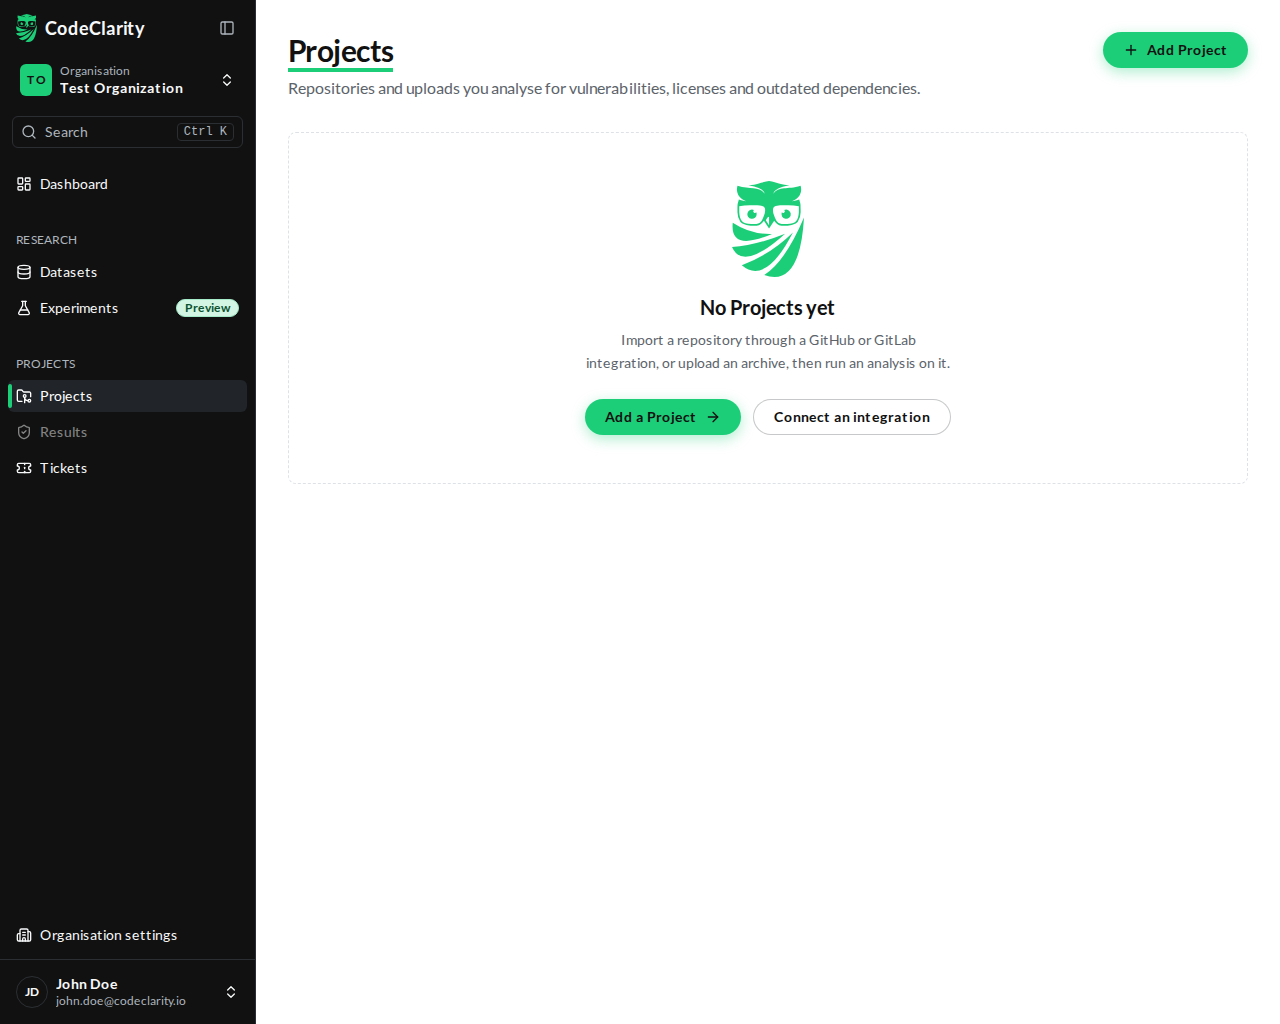 CodeClarity
TO
Organisation
Test Organization
Search
Ctrl K
Dashboard
RESEARCH
Datasets
Experiments
Preview
PROJECTS
Projects
Results
Tickets
Organisation settings
JD
John Doe
john.doe@codeclarity.io
Projects
Add Project
Repositories and uploads you analyse for vulnerabilities, licenses and outdated dependencies.
No Projects yet
Import a repository through a GitHub or GitLab
integration, or upload an archive, then run an analysis on it.
Add a Project
Connect an integration